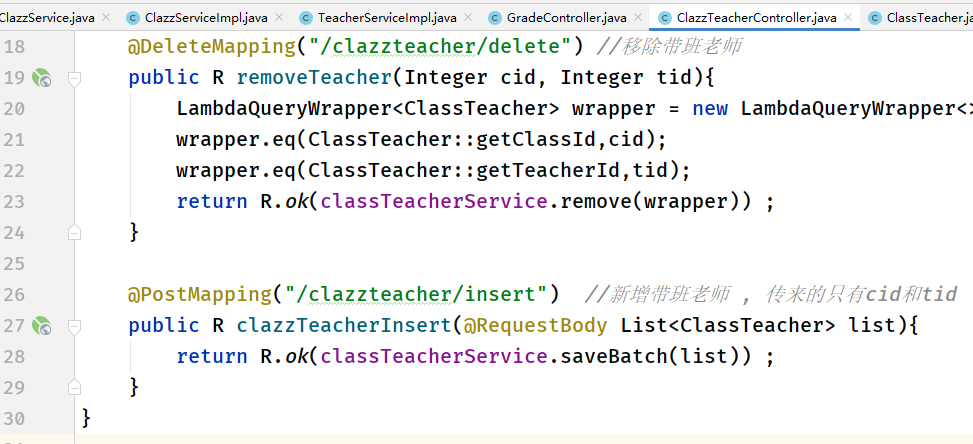 ClazzService.java ClazzServiceImpl.java TeacherServiceImpl.java GradeController.java ClazzTeacherController.java ClassTeacher.j
18 @DeleteMapping("/clazzteacher/delete") //移除带班老师
19 public R removeTeacher(Integer cid, Integer tid){
20 LambdaQueryWrapper<ClassTeacher> wrapper = new LambdaQueryWrapper<>
21 wrapper.eq(ClassTeacher::getClassId,cid);
22 wrapper.eq(ClassTeacher::getTeacherId,tid);
23 return R.ok(classTeacherService.remove(wrapper)) ;
24 }
25
26 @PostMapping("/clazzteacher/insert") //新增带班老师 , 传来的只有cid和tid
27 public R clazzTeacherInsert(@RequestBody List<ClassTeacher> list){
28 return R.ok(classTeacherService.saveBatch(list)) ;
29 }
30 }